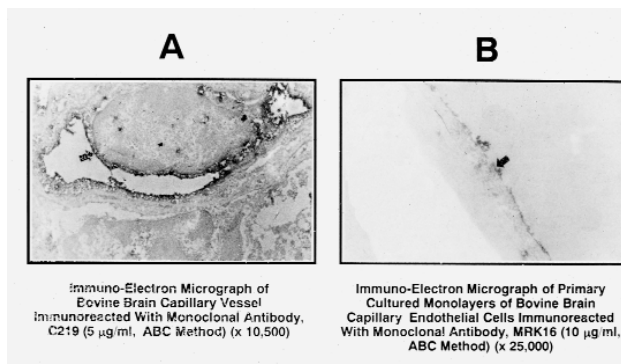 A
B
Immuno-Electron Micrograph of
Bovine Brain Capillary Vessel
Immunoreacted With Monoclonal Antibody,
C219 (5 μg/ml, ABC Method) (x 10,500)
Immuno-Electron Micrograph of Primary
Cultured Monolayers of Bovine Brain
Capillary Endothelial Cells Immunoreacted
With Monoclonal Antibody, MRK16 (10 μg/ml,
ABC Method)
(x 25,000)